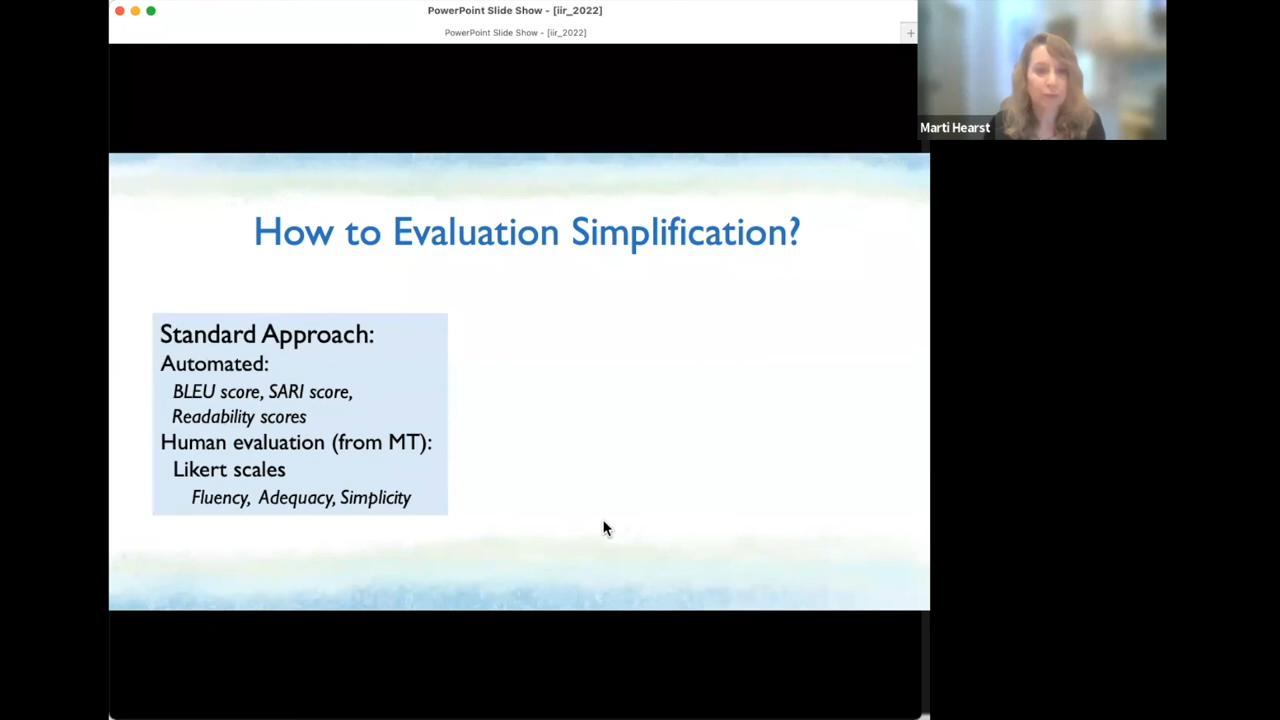 PowerPoint Slide Show - [iir_2022]
PowerPoint Slide Show - [iir_2022]
+
Marti Hearst
How to Evaluation Simplification?
Standard Approach:
Automated:
BLEU score, SARI score,
Readability scores
Human evaluation (from MT):
Likert scales
Fluency, Adequacy, Simplicity